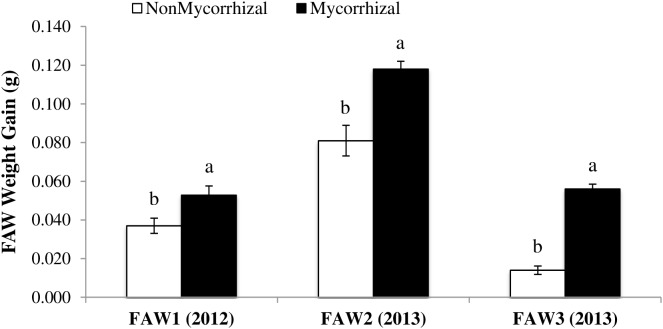 NonMycorrhizal Mycorrhizal
FAW Weight Gain (g)
0.140
0.120
0.100
0.080
0.060
0.040
0.020
0.000
b a
b a
b a
FAW1 (2012) FAW2 (2013) FAW3 (2013)